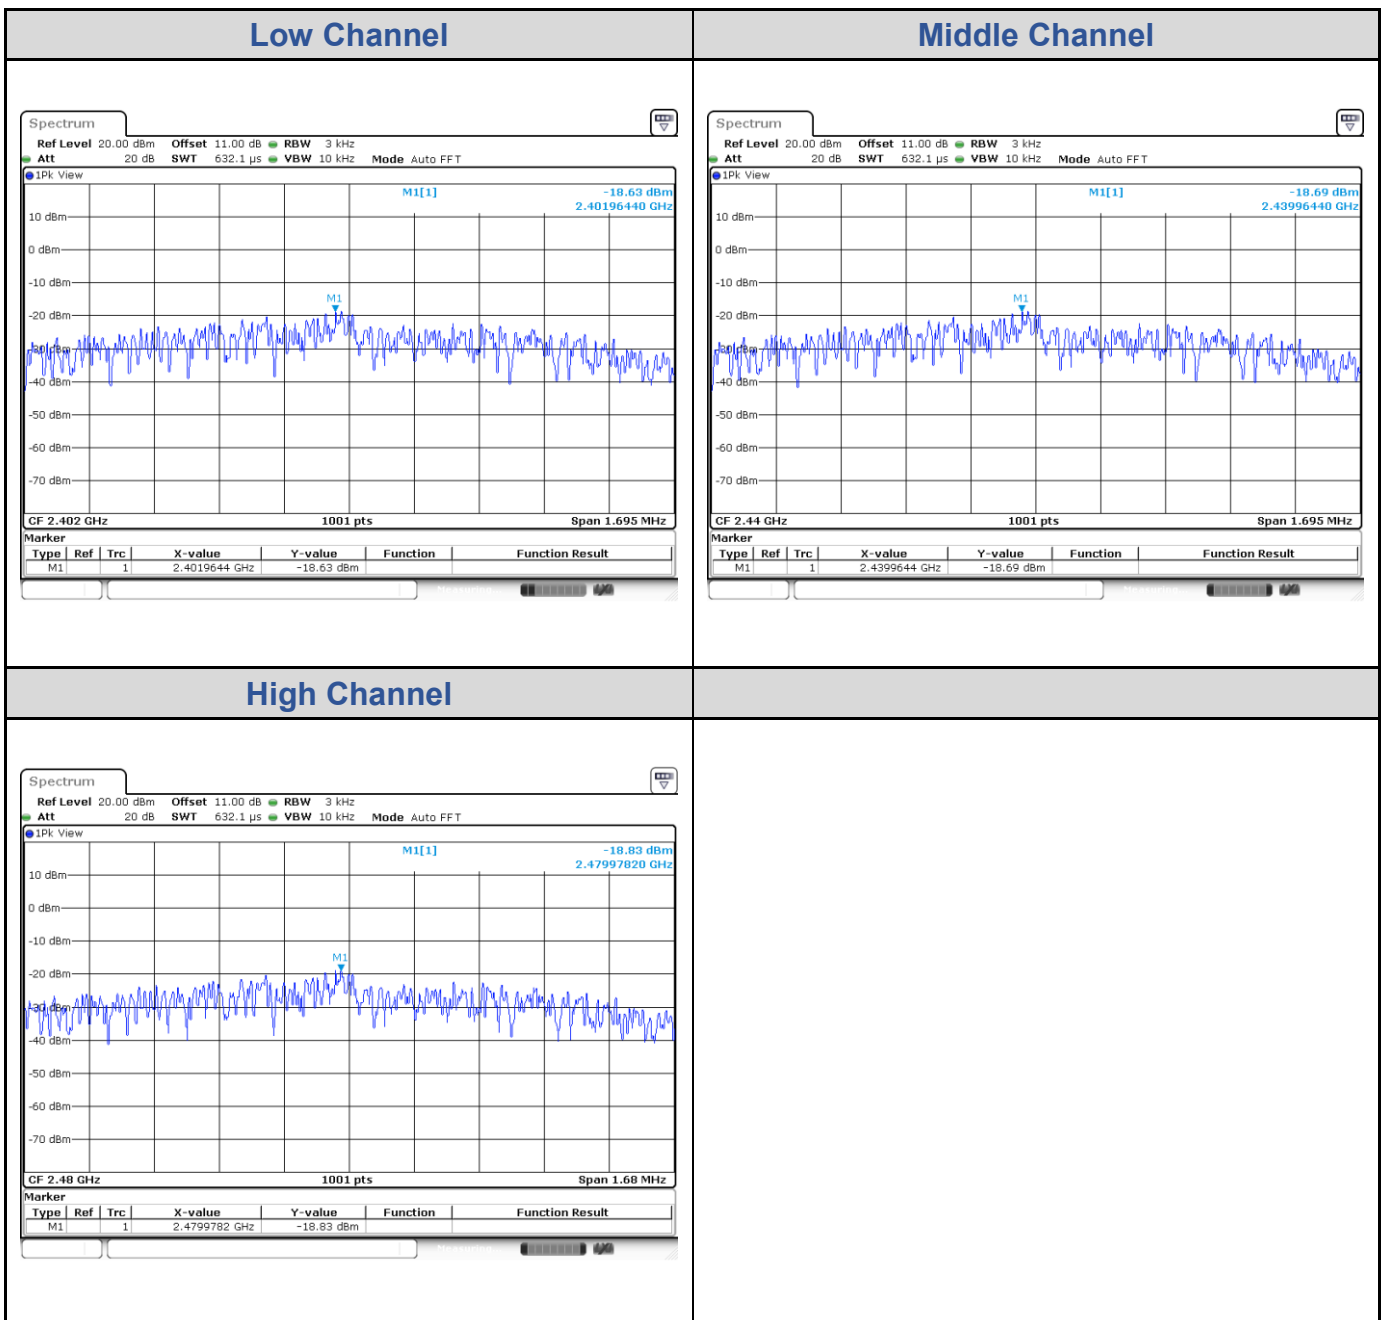 Low Channel
Middle Channel
Spectrum
Ref Level 20.00 dBm Offset 11.00 dB RBW 3 kHz
Att 20 dB SWT 632.1 µs VBW 10 kHz Mode Auto FFT
1Pk View
M1[1] -18.63 dBm
2.40196440 GHz
10 dBm
0 dBm
-10 dBm
M1
-20 dBm
-30 dBm
-40 dBm
-50 dBm
-60 dBm
-70 dBm
CF 2.402 GHz 1001 pts Span 1.695 MHz
Marker
Type Ref Trc X-value Y-value Function Function Result
M1 1 2.4019644 GHz -18.63 dBm
Measuring...
Spectrum
Ref Level 20.00 dBm Offset 11.00 dB RBW 3 kHz
Att 20 dB SWT 632.1 µs VBW 10 kHz Mode Auto FFT
1Pk View
M1[1] -18.69 dBm
2.43996440 GHz
10 dBm
0 dBm
-10 dBm
M1
-20 dBm
-30 dBm
-40 dBm
-50 dBm
-60 dBm
-70 dBm
CF 2.44 GHz 1001 pts Span 1.695 MHz
Marker
Type Ref Trc X-value Y-value Function Function Result
M1 1 2.4399644 GHz -18.69 dBm
Measuring...
High Channel
Spectrum
Ref Level 20.00 dBm Offset 11.00 dB RBW 3 kHz
Att 20 dB SWT 632.1 µs VBW 10 kHz Mode Auto FFT
1Pk View
M1[1] -18.83 dBm
2.47997820 GHz
10 dBm
0 dBm
-10 dBm
M1
-20 dBm
-30 dBm
-40 dBm
-50 dBm
-60 dBm
-70 dBm
CF 2.48 GHz 1001 pts Span 1.68 MHz
Marker
Type Ref Trc X-value Y-value Function Function Result
M1 1 2.4799782 GHz -18.83 dBm
Measuring...